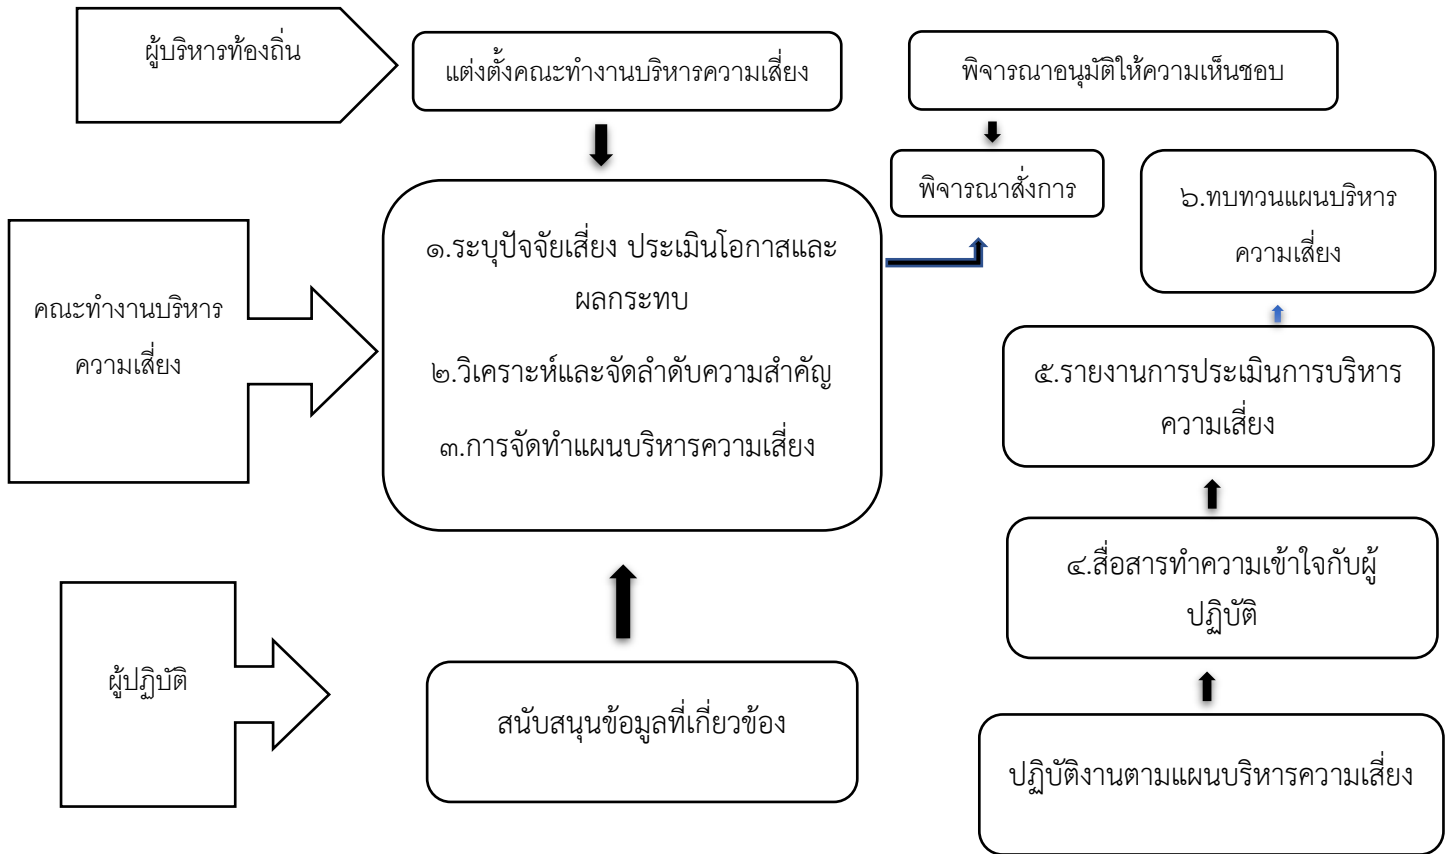 ผู้บริหารท้องถิ่น
แต่งตั้งคณะทำงานบริหารความเสี่ยง
พิจารณาอนุมัติให้ความเห็นชอบ
พิจารณาสั่งการ
๖.ทบทวนแผนบริหาร
ความเสี่ยง
คณะทำงานบริหาร
ความเสี่ยง
๑.ระบุปัจจัยเสี่ยง ประเมินโอกาสและ
ผลกระทบ
๒.วิเคราะห์และจัดลำดับความสำคัญ
๓.การจัดทำแผนบริหารความเสี่ยง
๕.รายงานการประเมินการบริหาร
ความเสี่ยง
๔.สื่อสารทำความเข้าใจกับผู้
ปฏิบัติ
ผู้ปฏิบัติ
สนับสนุนข้อมูลที่เกี่ยวข้อง
ปฏิบัติงานตามแผนบริหารความเสี่ยง